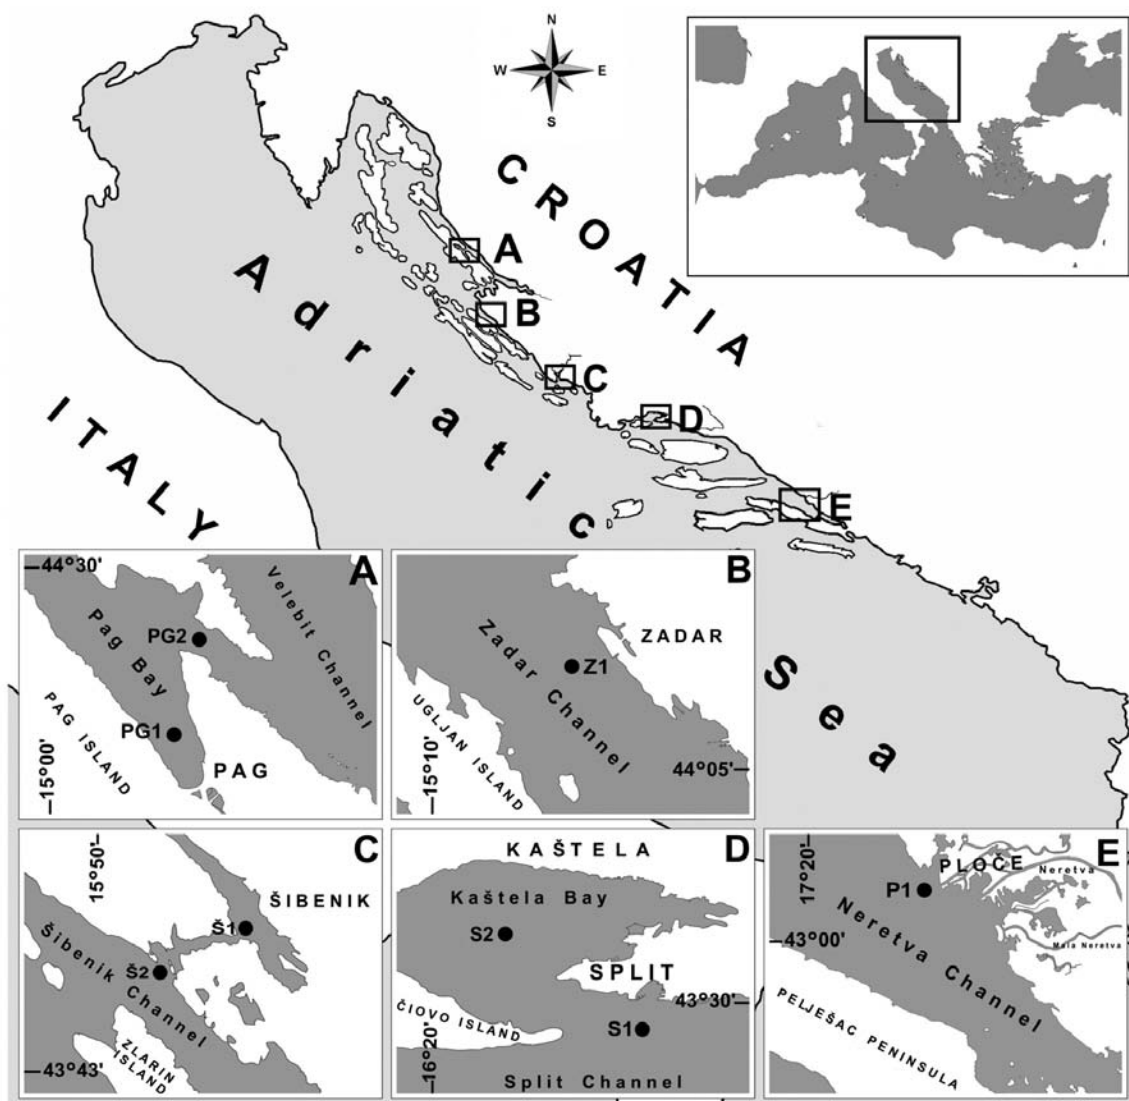 N
W E
S
CROATIA
Adriatic Sea
ITALY
A
B
C
D
E
A
44°30'
Velebit Channel
Pag Bay
PG2
PG1
PAG ISLAND
PAG
15°00'
B
ZADAR
Zadar Channel
Z1
UGLJAN ISLAND
15°10'
44°05'
C
15°50'
ŠIBENIK
Š1
Š2
Šibenik Channel
ZLARIN
ISLAND
43°43'
D
KAŠTELA
Kaštela Bay
S2
SPLIT
43°30'
ČIOVO ISLAND
S1
16°20'
Split Channel
E
17°20'
PLOČE
Neretva
P1
Neretva Channel
43°00'
Mala Neretva
PELJEŠAC PENINSULA